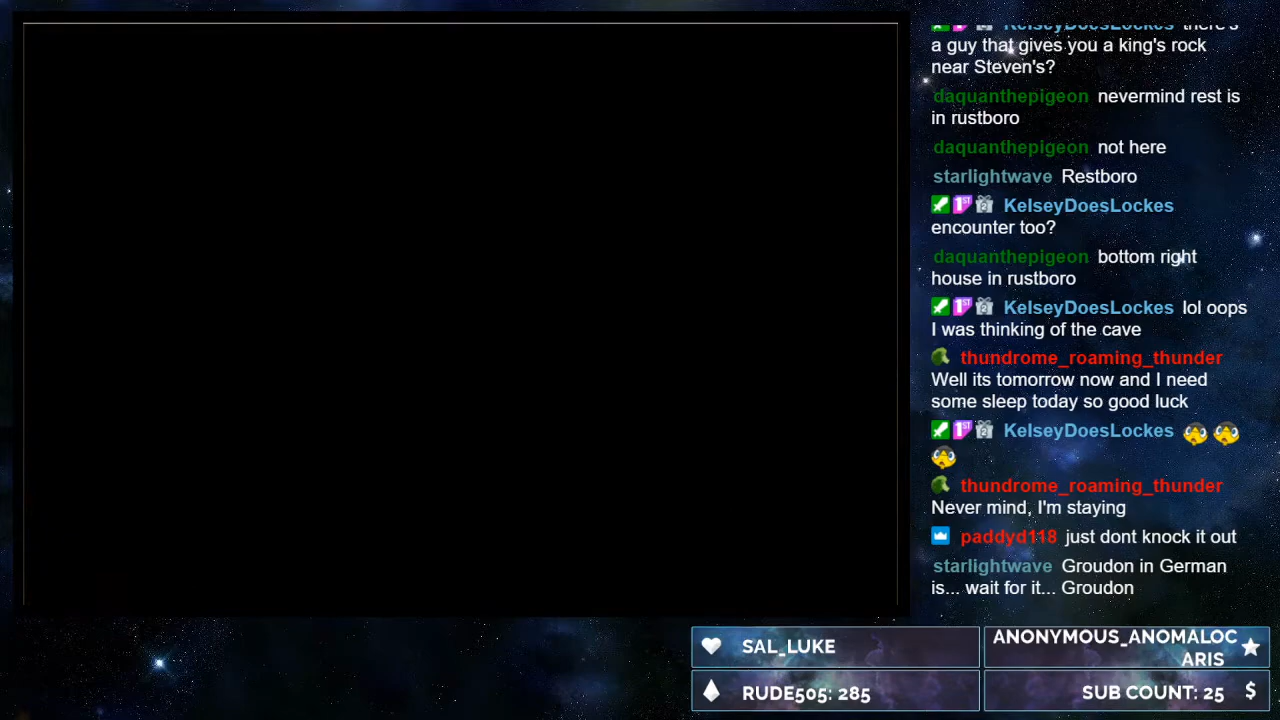 KelseyDoesLockes there's
a guy that gives you a king's rock
near Steven's?
daquanthepigeon nevermind rest is
in rustboro
daquanthepigeon not here
starlightwave Restboro
KelseyDoesLockes
encounter too?
daquanthepigeon bottom right
house in rustboro
KelseyDoesLockes lol oops
I was thinking of the cave
thundrome_roaming_thunder
Well its tomorrow now and I need
some sleep today so good luck
KelseyDoesLockes
thundrome_roaming_thunder
Never mind, I'm staying
paddyd118 just dont knock it out
starlightwave Groudon in German
is... wait for it... Groudon
SAL_LUKE
ANONYMOUS_ANOMALOC
ARIS
RUDE505: 285
SUB COUNT: 25 $